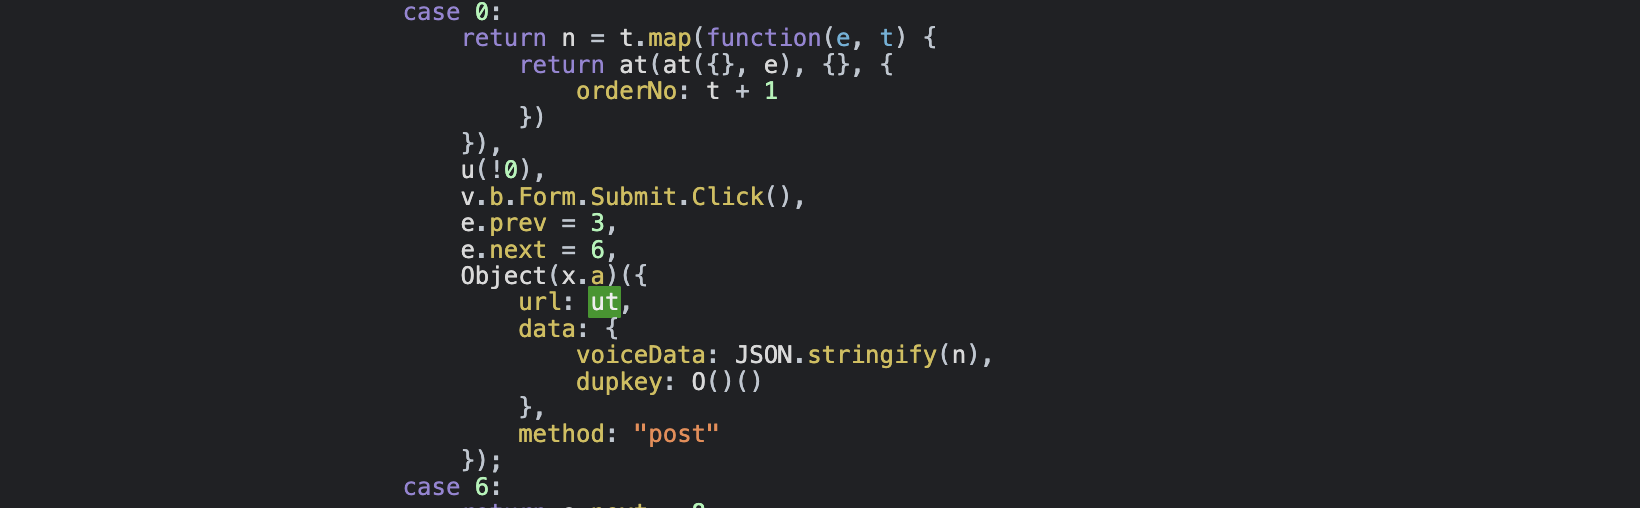 case 0:
return n = t.map(function(e, t) {
return at(at({}, e), {}, {
orderNo: t + 1
})
}),
u(!0),
v.b.Form.Submit.Click(),
e.prev = 3,
e.next = 6,
Object(x.a)({
url: ut,
data: {
voiceData: JSON.stringify(n),
dupkey: O()()
},
method: "post"
});
case 6: